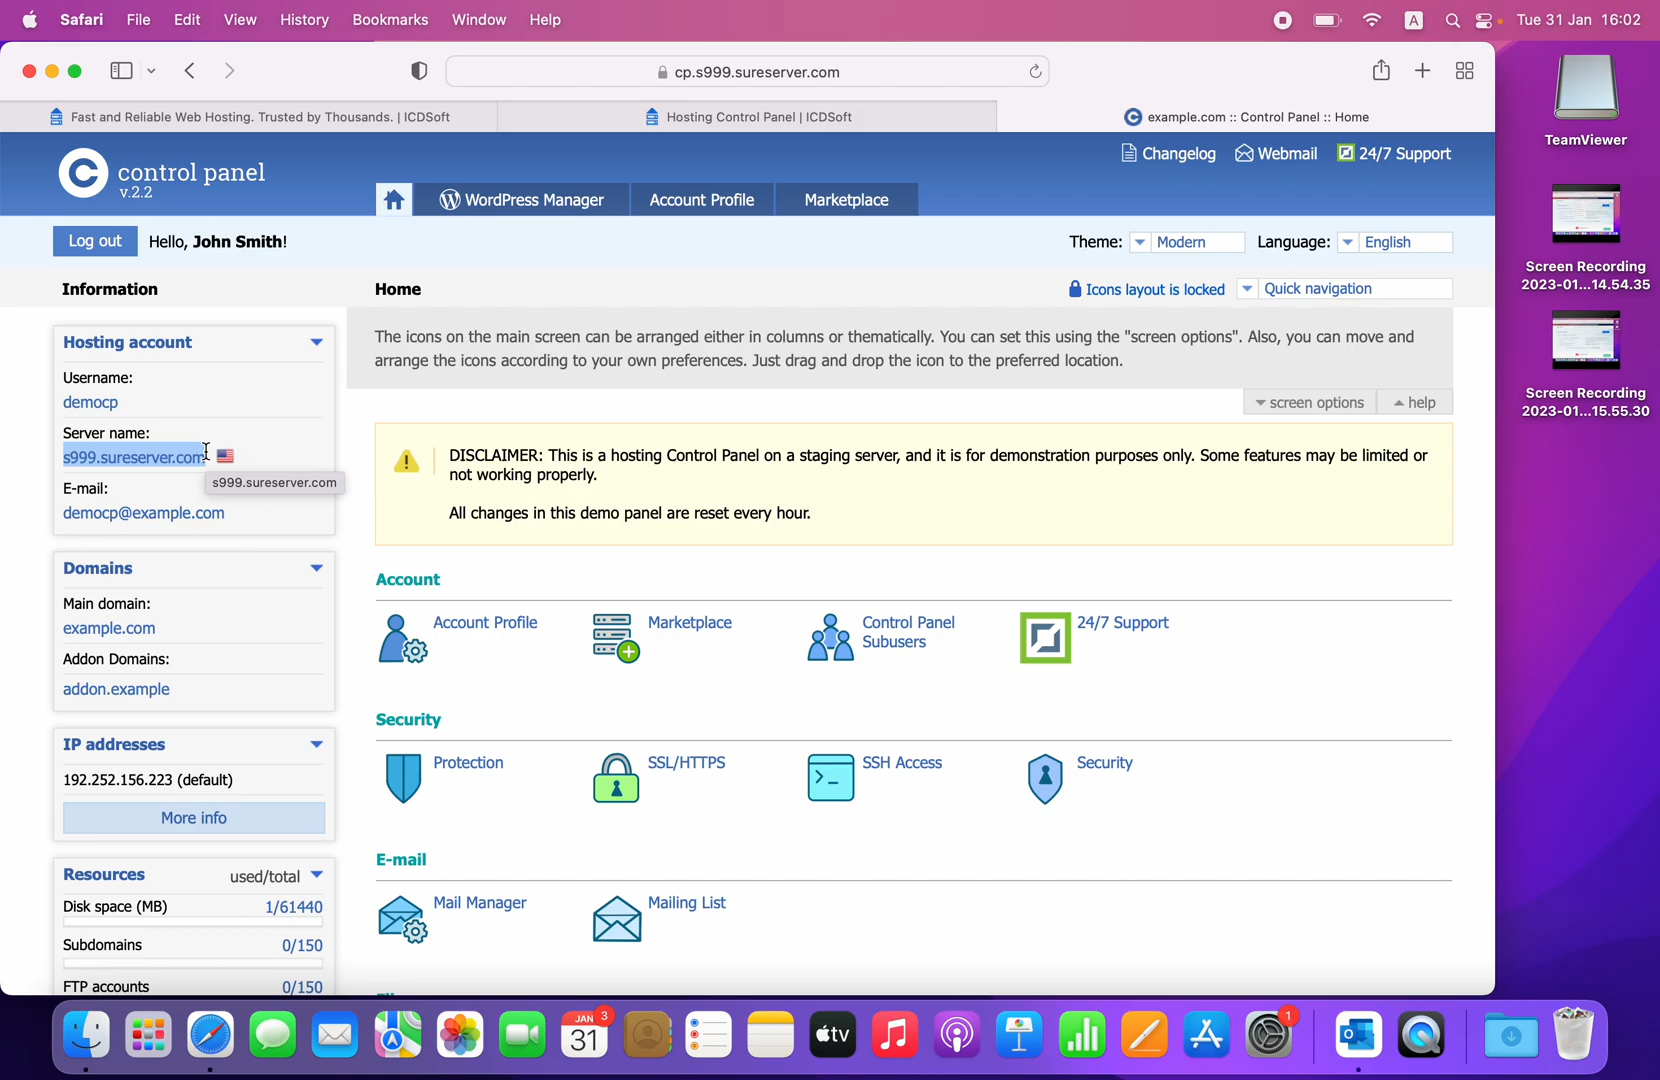 Safari File Edit View History Bookmarks Window Help
A
Tue 31 Jan 16:02
cp.s999.sureserver.com
Fast and Reliable Web Hosting. Trusted by Thousands. | ICDSoft
Hosting Control Panel | ICDSoft
example.com :: Control Panel :: Home
TeamViewer
Screen Recording
2023-01...14.54.35
Screen Recording
2023-01...15.55.30
control panel
v.2.2
Changelog
Webmail
24/7 Support
WordPress Manager
Account Profile
Marketplace
Log out
Hello, John Smith!
Theme: Modern
Language: English
Information
Home
Icons layout is locked
Quick navigation
Hosting account
Username:
democp
Server name:
s999.sureserver.com
s999.sureserver.com
E-mail:
democp@example.com
Domains
Main domain:
example.com
Addon Domains:
addon.example
IP addresses
192.252.156.223 (default)
More info
Resources used/total
Disk space (MB) 1/61440
Subdomains 0/150
FTP accounts 0/150
The icons on the main screen can be arranged either in columns or thematically. You can set this using the "screen options". Also, you can move and
arrange the icons according to your own preferences. Just drag and drop the icon to the preferred location.
screen options
help
DISCLAIMER: This is a hosting Control Panel on a staging server, and it is for demonstration purposes only. Some features may be limited or
not working properly.
All changes in this demo panel are reset every hour.
Account
Account Profile
Marketplace
Control Panel
Subusers
24/7 Support
Security
Protection
SSL/HTTPS
SSH Access
Security
E-mail
Mail Manager
Mailing List
JAN
31
3
tv
1